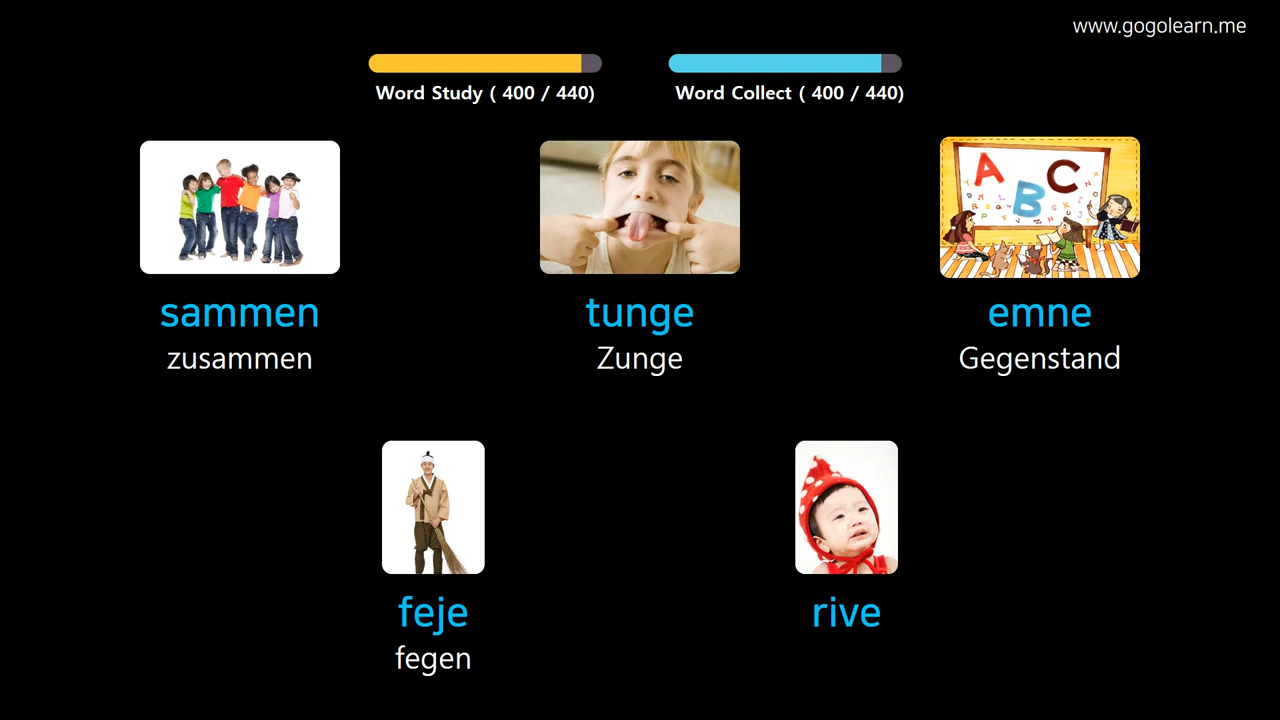 www.gogolearn.me
Word Study ( 400 / 440)
Word Collect ( 400 / 440)
A B C
sammen
zusammen
tunge
Zunge
emne
Gegenstand
feje
fegen
rive